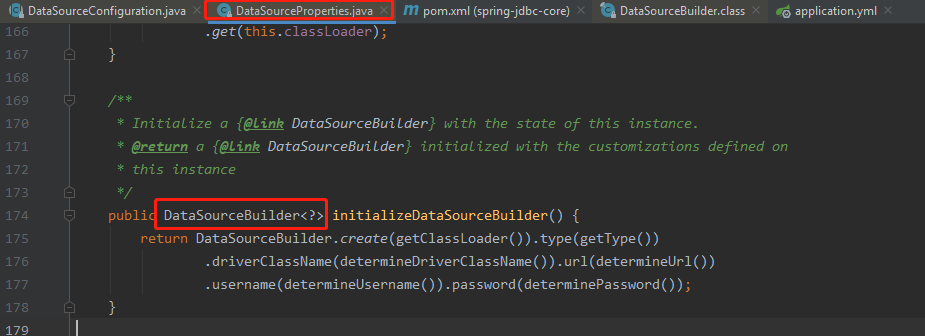 DataSourceConfiguration.java × DataSourceProperties.java × pom.xml (spring-jdbc-core) × DataSourceBuilder.class × application.yml ×
166 .get(this.classLoader);
167 }
168
169 /**
170 * Initialize a {@link DataSourceBuilder} with the state of this instance.
171 * @return a {@link DataSourceBuilder} initialized with the customizations defined on
172 * this instance
173 */
174 public DataSourceBuilder<?> initializeDataSourceBuilder() {
175 return DataSourceBuilder.create(getClassLoader()).type(getType())
176 .driverClassName(determineDriverClassName()).url(determineUrl())
177 .username(determineUsername()).password(determinePassword());
178 }
179